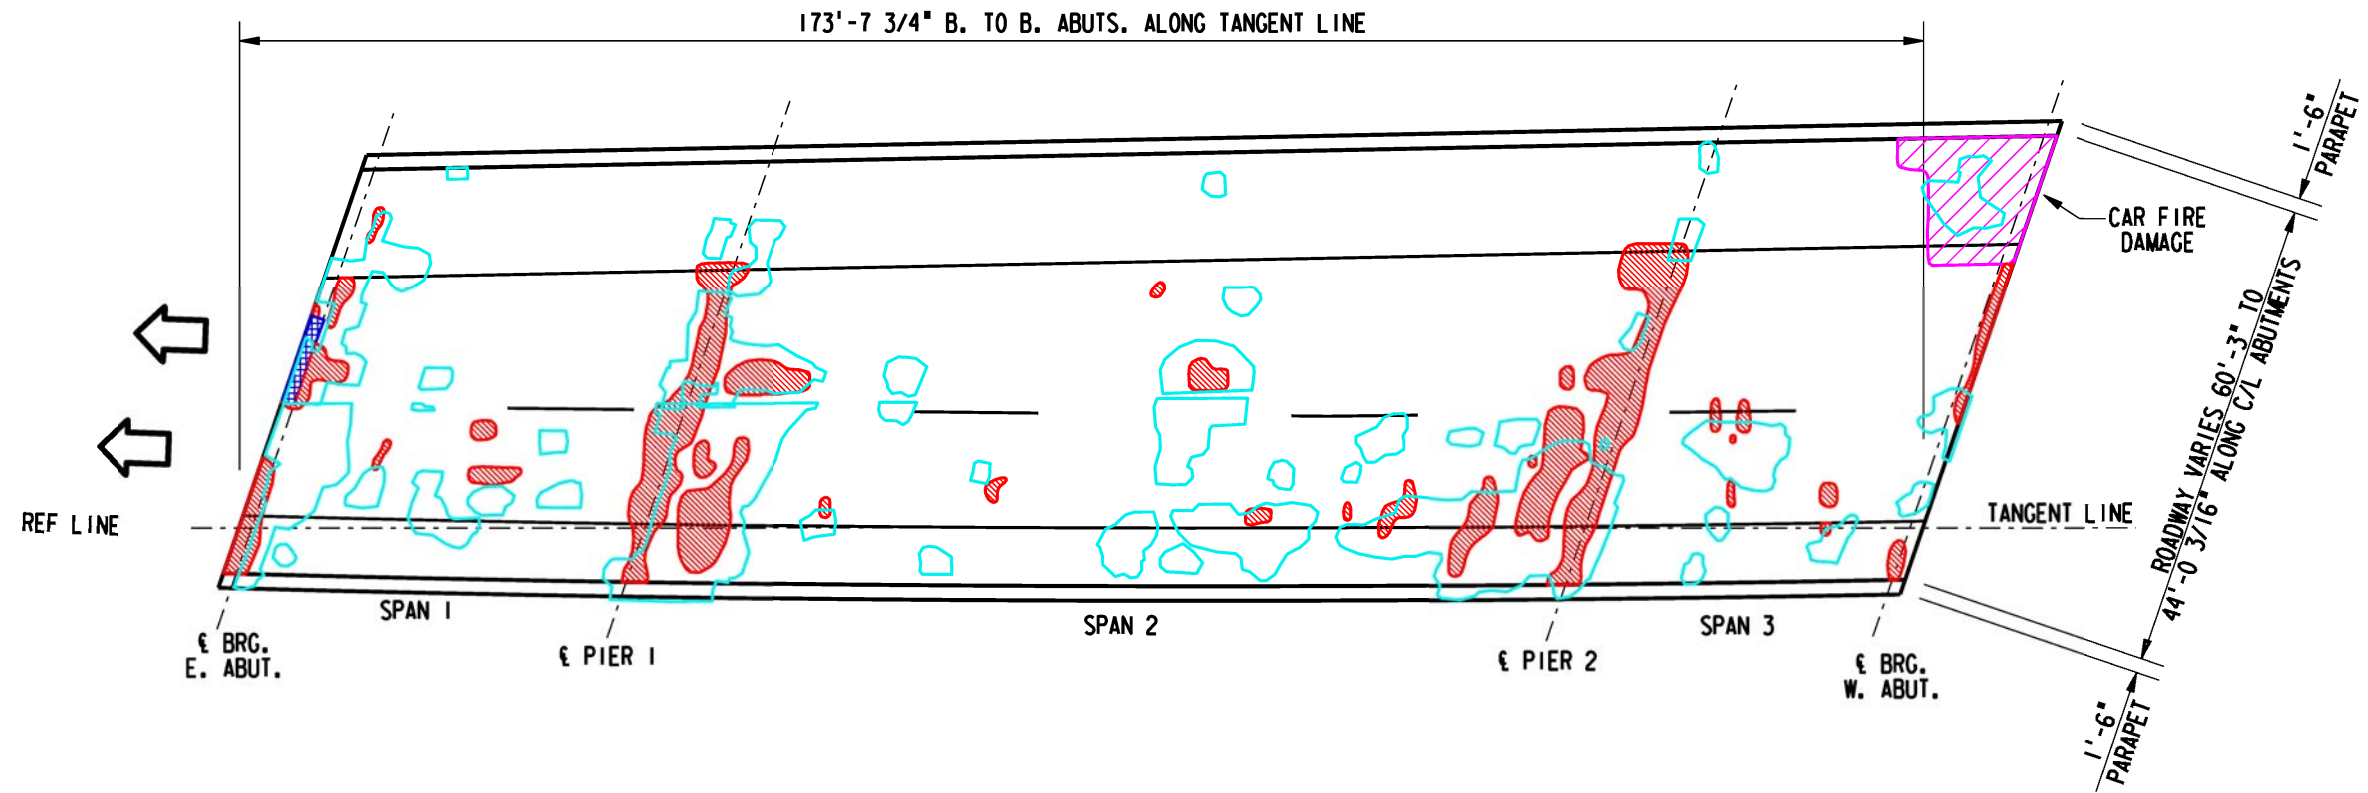 173'-7 3/4" B. TO B. ABUTS. ALONG TANGENT LINE
1'-6"
PARAPET
CAR FIRE
DAMAGE
ROADWAY VARIES 60'-3" TO
44'-0 3/16" ALONG C/L ABUTMENTS
REF LINE
TANGENT LINE
SPAN 1
SPAN 2
SPAN 3
℄ BRG.
E. ABUT.
℄ PIER 1
℄ PIER 2
℄ BRG.
W. ABUT.
1'-6"
PARAPET